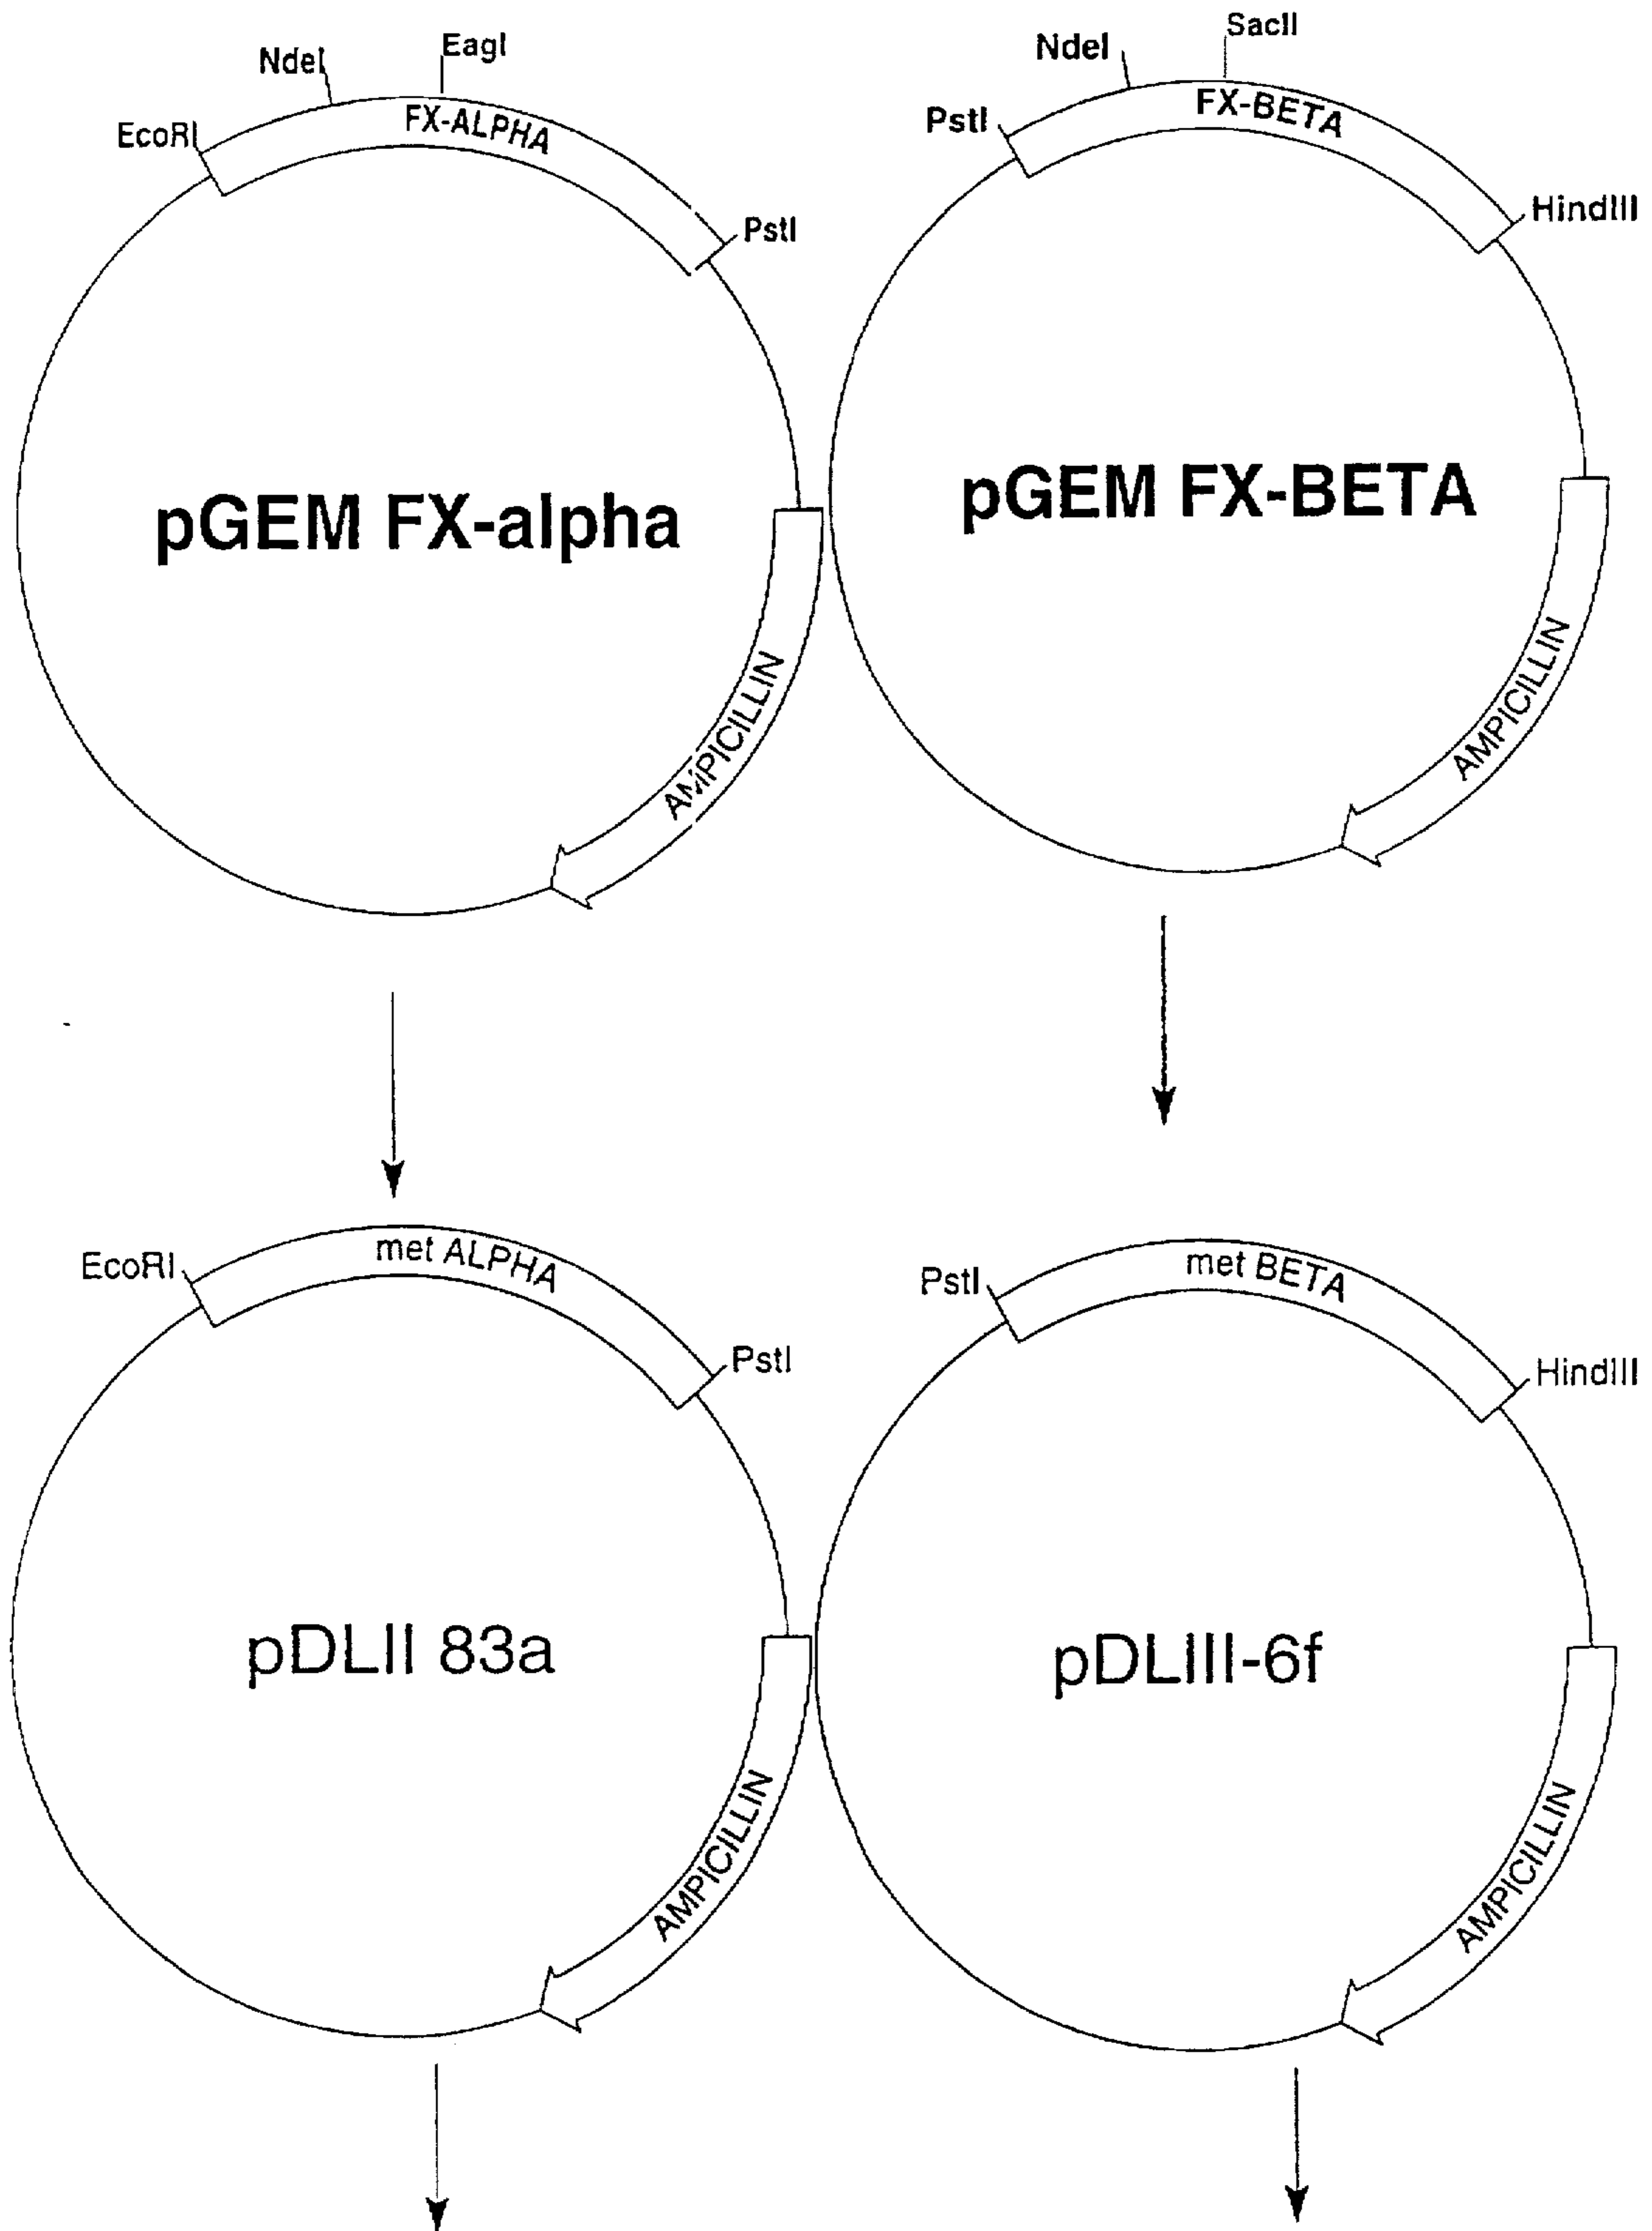 NdeI
EagI
EcoRI
FX-ALPHA
PstI
pGEM FX-alpha
AMPICILLIN
NdeI
SacII
PstI
FX-BETA
HindIII
pGEM FX-BETA
AMPICILLIN
EcoRI
met ALPHA
PstI
pDLII 83a
AMPICILLIN
PstI
met BETA
HindIII
pDLIII-6f
AMPICILLIN